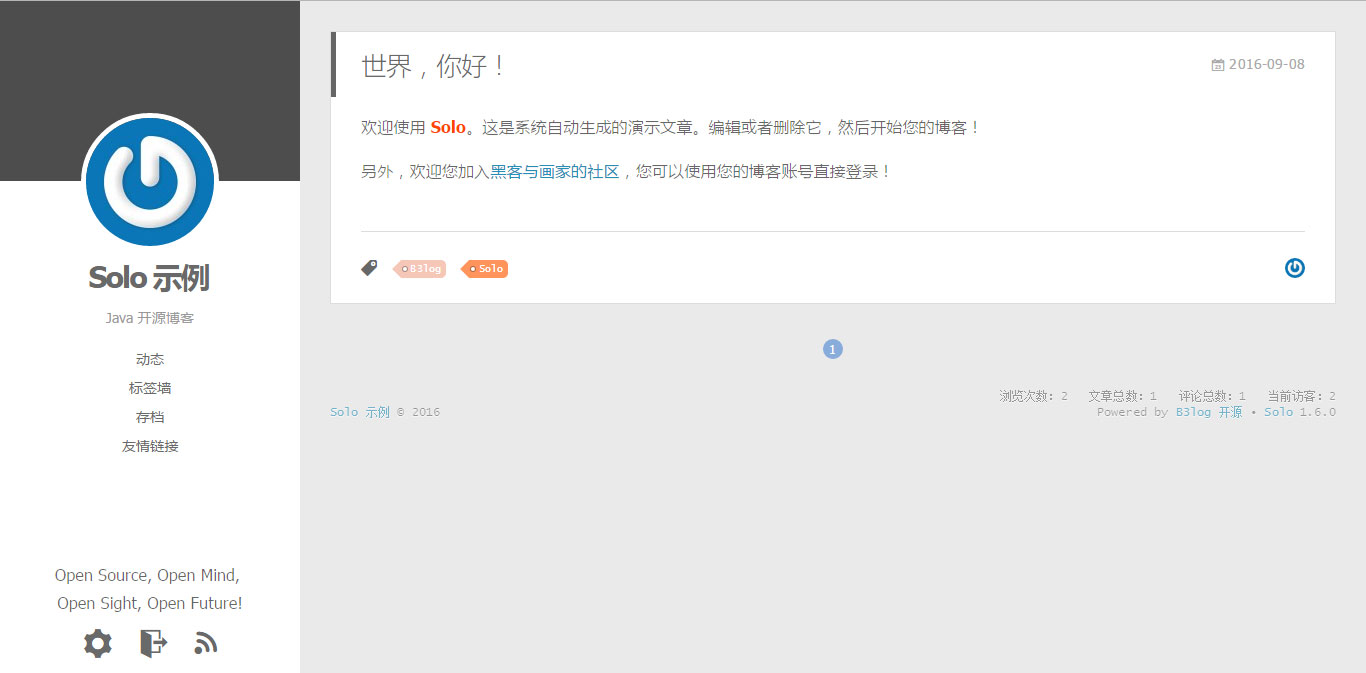 Solo 示例
Java 开源博客
动态
标签墙
存档
友情链接
Open Source, Open Mind,
Open Sight, Open Future!
世界，你好！
2016-09-08
欢迎使用 Solo。这是系统自动生成的演示文章。编辑或者删除它，然后开始您的博客！
另外，欢迎您加入黑客与画家的社区，您可以使用您的博客账号直接登录！
B3log Solo
1
浏览次数: 2 文章总数: 1 评论总数: 1 当前访客: 2
Solo 示例 © 2016 Powered by B3log 开源 • Solo 1.6.0